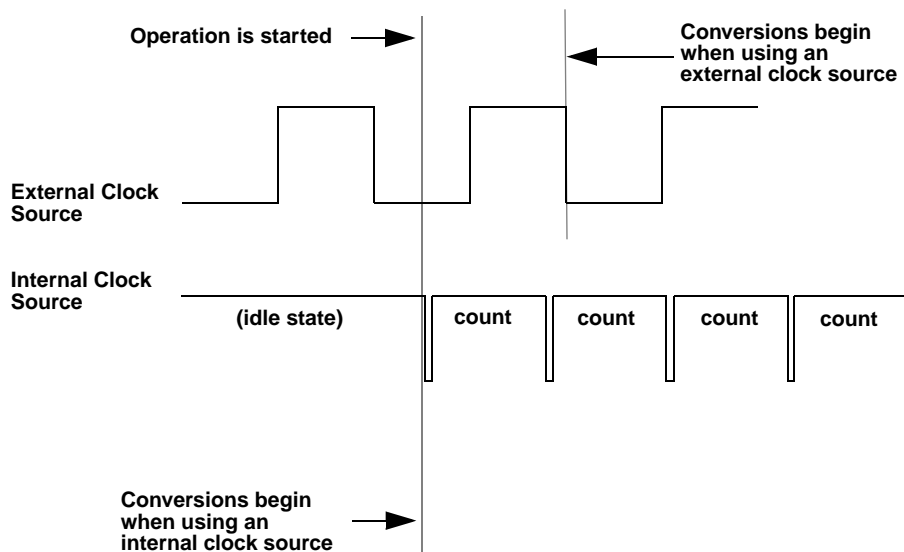 Operation is started
Conversions begin
when using an
external clock source
External Clock
Source
Internal Clock
Source
(idle state)
count
count
count
count
Conversions begin
when using an
internal clock source